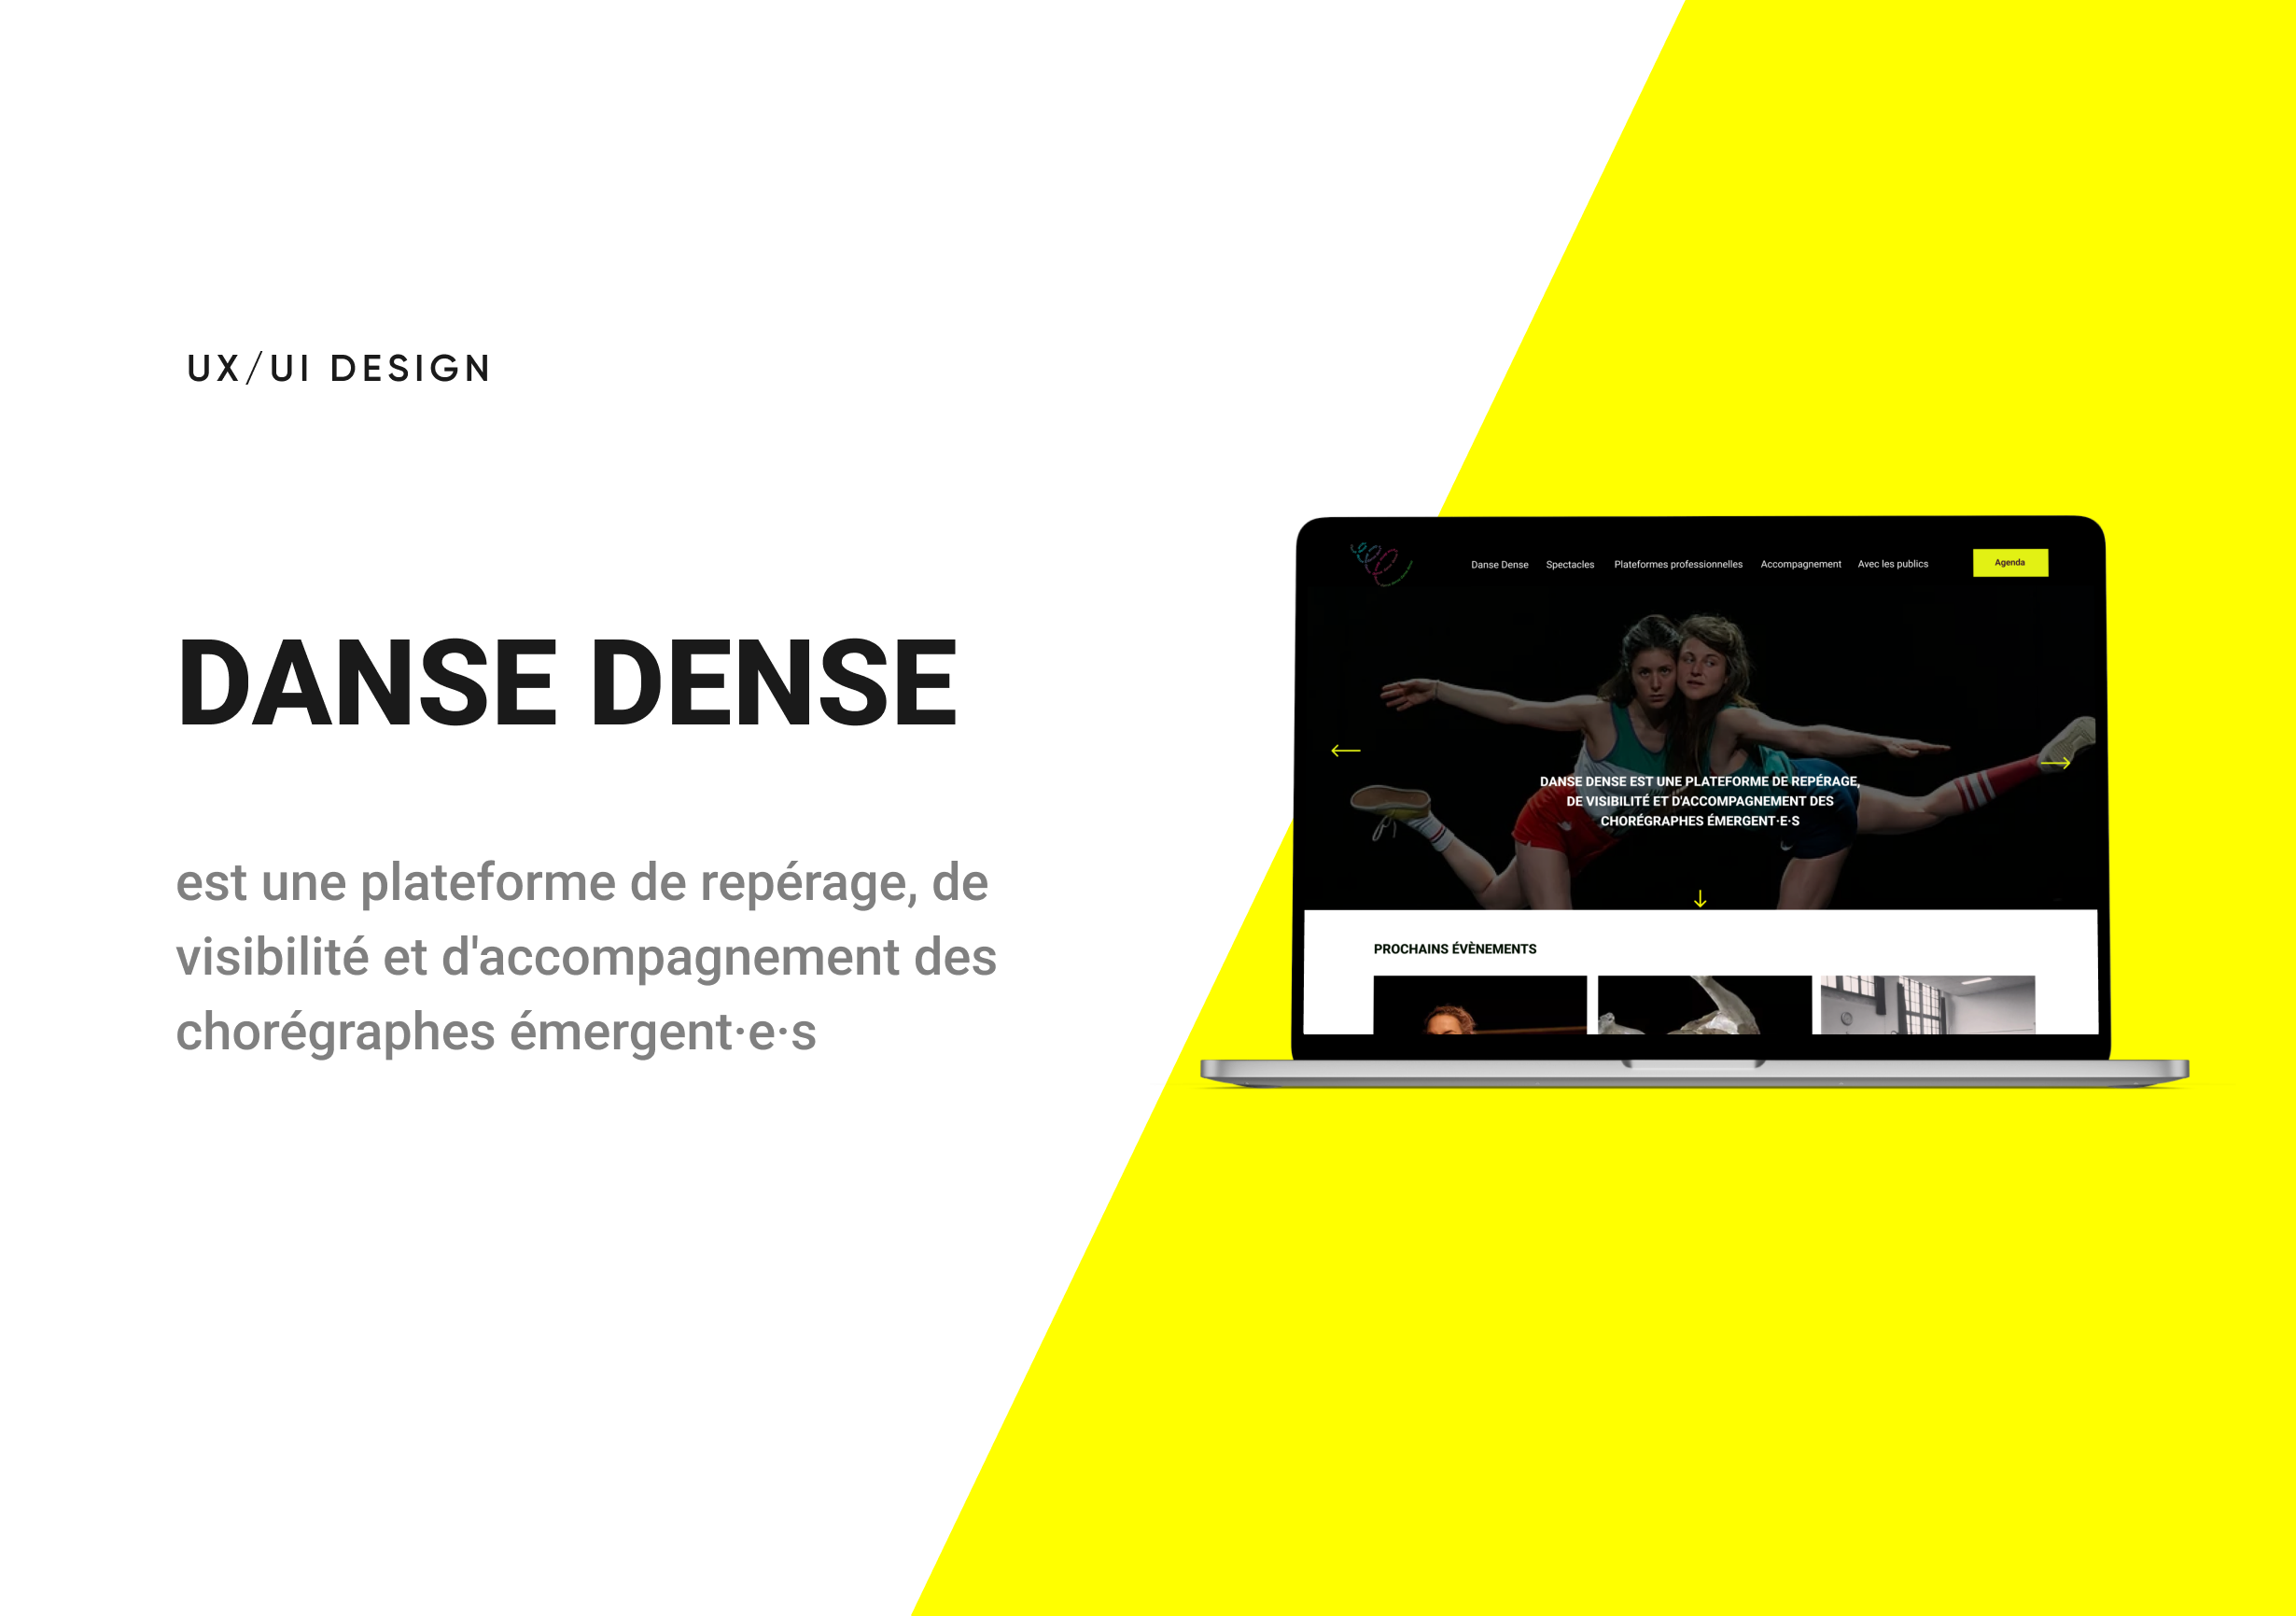 UX/UI DESIGN
DANSE DENSE
est une plateforme de repérage, de
visibilité et d'accompagnement des
chorégraphes émergent·e·s
Danse Dense Spectacles Plateformes professionnelles Accompagnement Avec les publics Agenda
DANSE DENSE EST UNE PLATEFORME DE REPÉRAGE,
DE VISIBILITÉ ET D'ACCOMPAGNEMENT DES
CHORÉGRAPHES ÉMERGENT·E·S
PROCHAINS ÉVÈNEMENTS